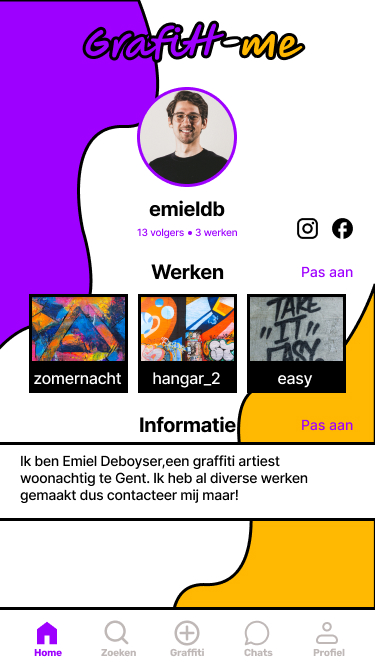 Grafitt-me
emieldb
13 volgers • 3 werken
Werken
Pas aan
TAKE
"IT"
EASY
zomernacht
hangar_2
easy
Informatie
Pas aan
Ik ben Emiel Deboyser,een graffiti artiest
woonachtig te Gent. Ik heb al diverse werken
gemaakt dus contacteer mij maar!
Home
Zoeken
Graffiti
Chats
Profiel